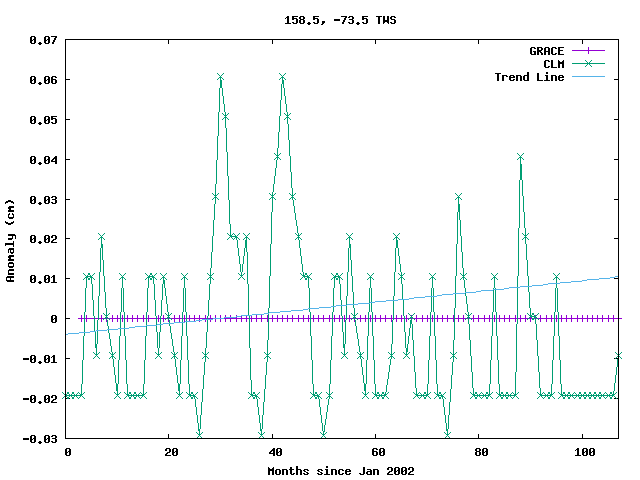 158.5, -73.5 TWS
GRACE
CLM
Trend Line
0.07
0.06
0.05
0.04
0.03
0.02
0.01
0
-0.01
-0.02
-0.03
Anomaly (cm)
0 20 40 60 80 100
Months since Jan 2002